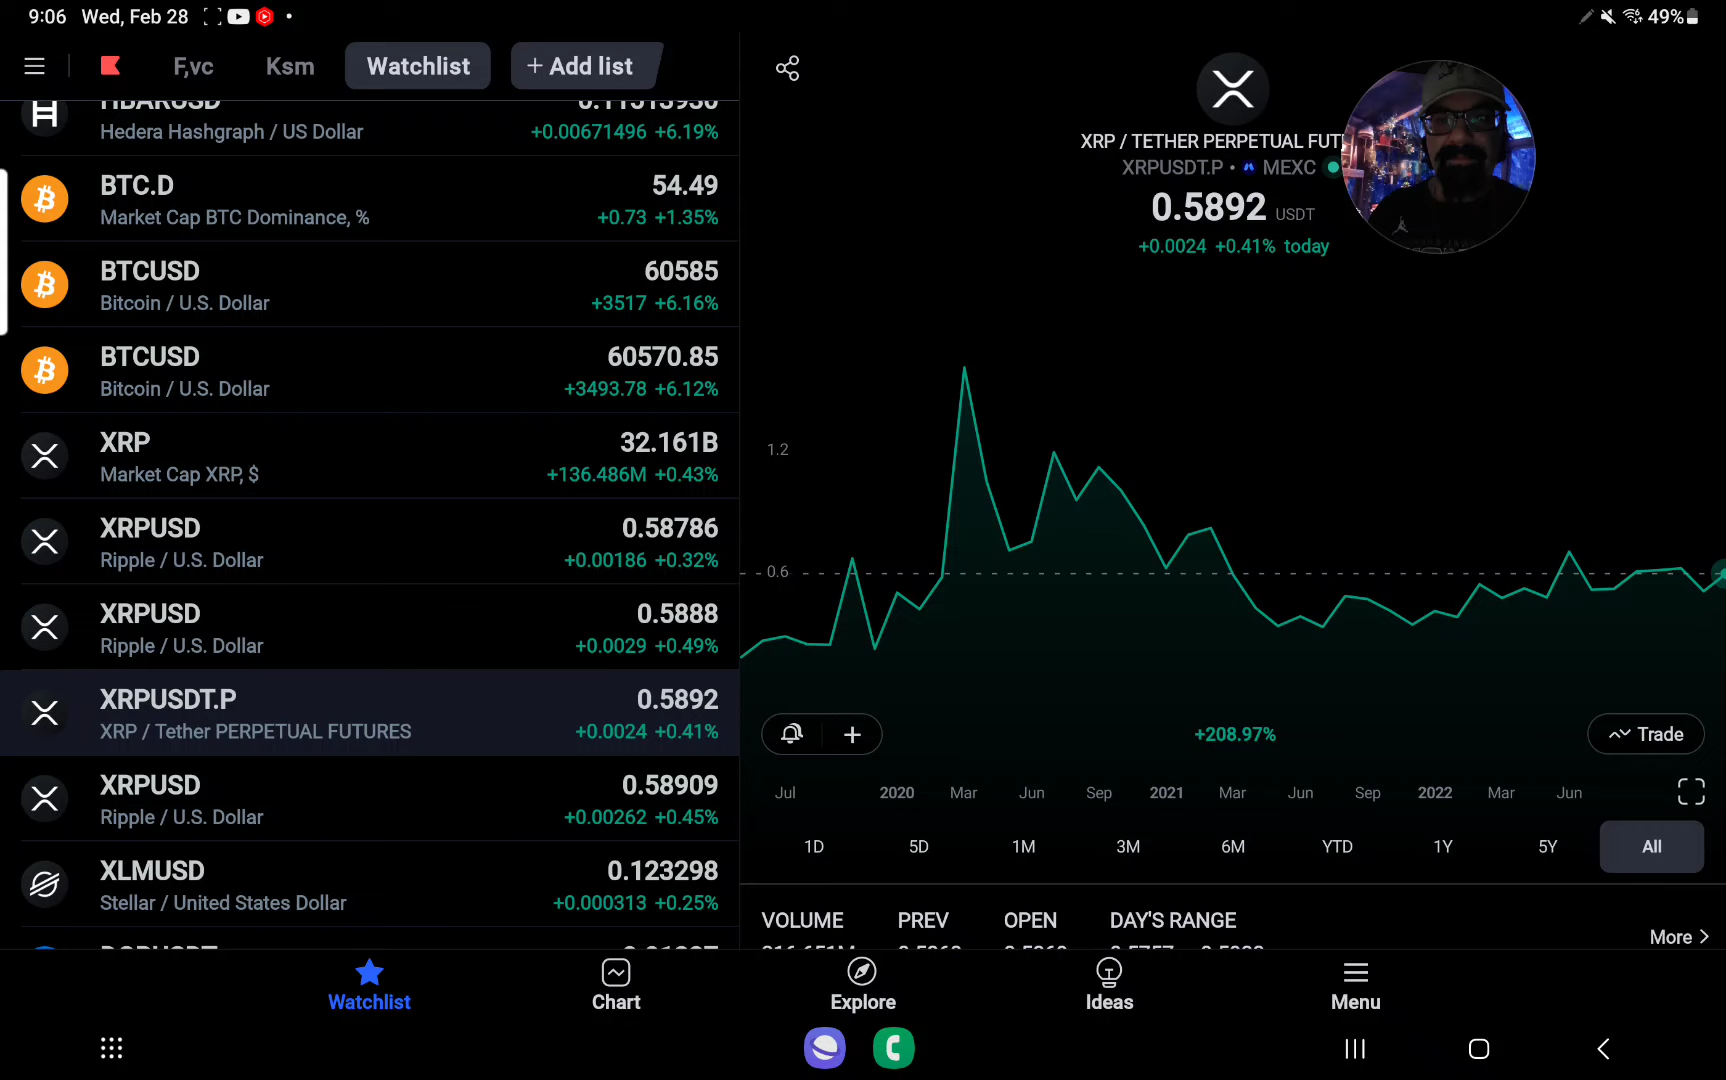 9:06 Wed, Feb 28
49%
F,vc Ksm Watchlist + Add list
HBARUSD
Hedera Hashgraph / US Dollar +0.00671496 +6.19%
BTC.D 54.49
Market Cap BTC Dominance, % +0.73 +1.35%
BTCUSD 60585
Bitcoin / U.S. Dollar +3517 +6.16%
BTCUSD 60570.85
Bitcoin / U.S. Dollar +3493.78 +6.12%
XRP 32.161B
Market Cap XRP, $ +136.486M +0.43%
XRPUSD 0.58786
Ripple / U.S. Dollar +0.00186 +0.32%
XRPUSD 0.5888
Ripple / U.S. Dollar +0.0029 +0.49%
XRPUSDT.P 0.5892
XRP / Tether PERPETUAL FUTURES +0.0024 +0.41%
XRPUSD 0.58909
Ripple / U.S. Dollar +0.00262 +0.45%
XLMUSD 0.123298
Stellar / United States Dollar +0.000313 +0.25%
XRP / TETHER PERPETUAL FUT
XRPUSDT.P • MEXC
0.5892 USDT
+0.0024 +0.41% today
1.2
0.6
+208.97%
Trade
Jul 2020 Mar Jun Sep 2021 Mar Jun Sep 2022 Mar Jun
1D 5D 1M 3M 6M YTD 1Y 5Y All
VOLUME PREV OPEN DAY'S RANGE
More >
Watchlist Chart Explore Ideas Menu